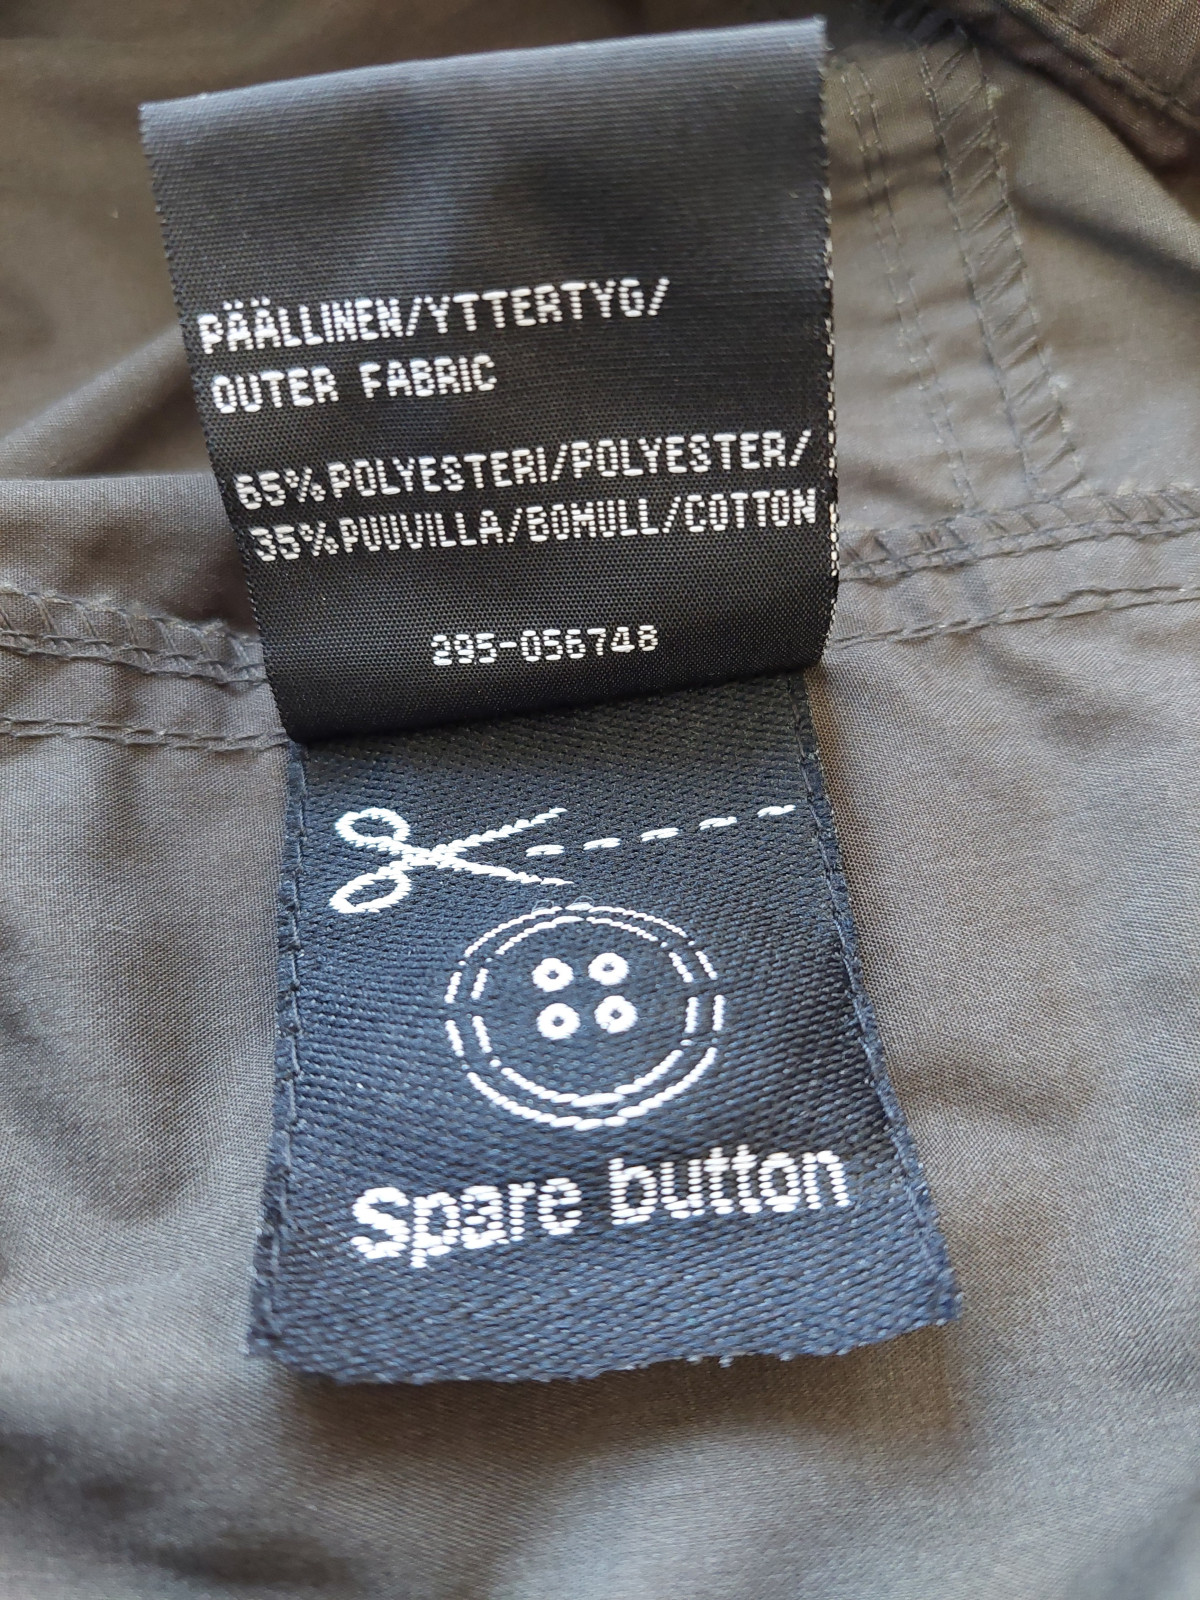 PÄÄLLINEN/YTTERTYG/
OUTER FABRIC
65% POLYESTERI/POLYESTER/
35% PUUVILLA/BOMULL/COTTON
295-056748
Spare button